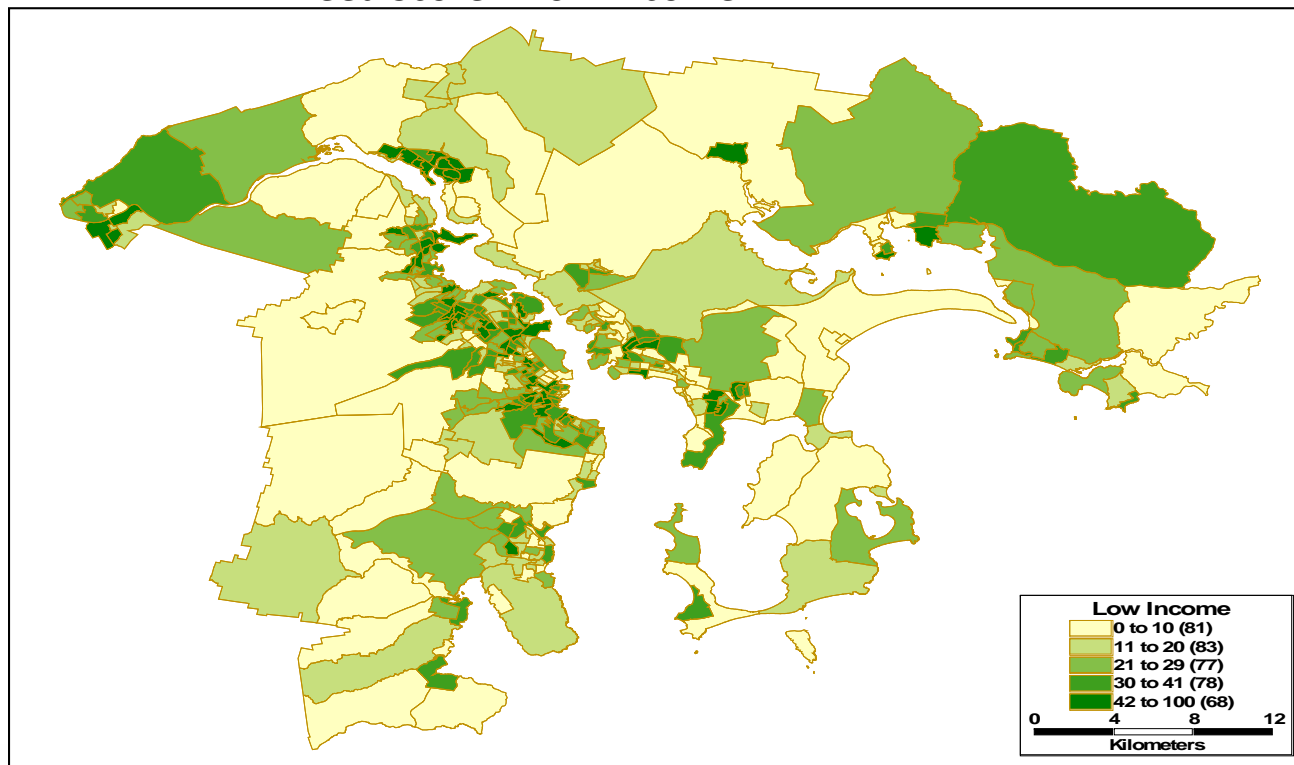 Low Income
0 to 10 (81)
11 to 20 (83)
21 to 29 (77)
30 to 41 (78)
42 to 100 (68)
0 4 8 12
Kilometers